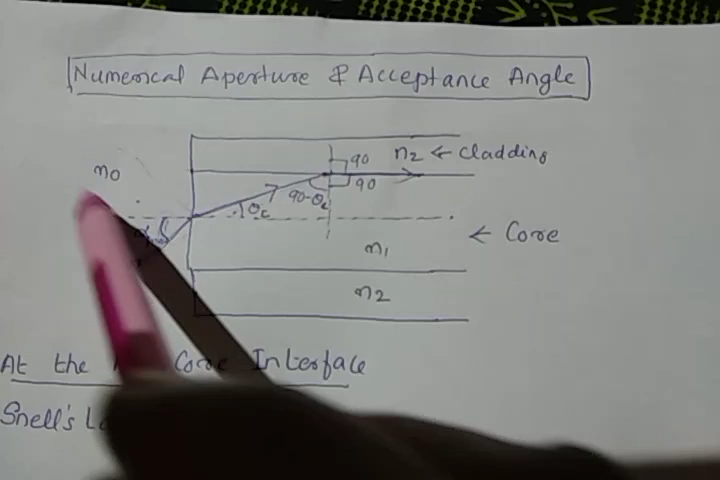 Numerical Aperture & Acceptance Angle
90
n2 ← Cladding
n0
90
90-θc
θc
← Core
n1
n2
At the Core Interface
Snell's